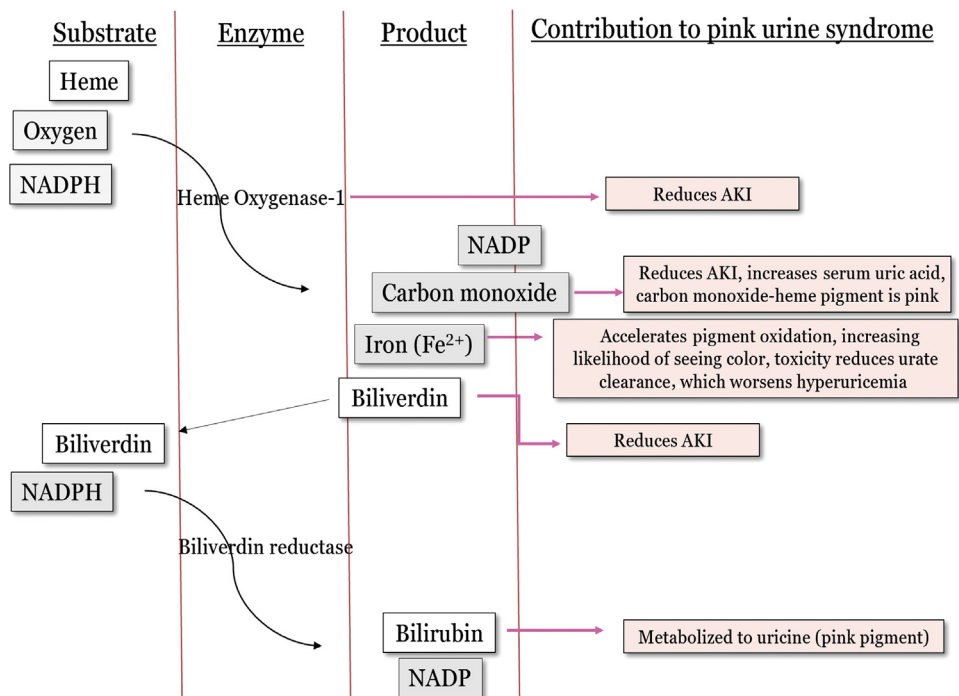 Substrate
Enzyme
Product
Contribution to pink urine syndrome
Heme
Oxygen
NADPH
Heme Oxygenase-1
Reduces AKI
NADP
Carbon monoxide
Reduces AKI, increases serum uric acid,
carbon monoxide-heme pigment is pink
Iron (Fe²⁺)
Accelerates pigment oxidation, increasing
likelihood of seeing color, toxicity reduces urate
clearance, which worsens hyperuricemia
Biliverdin
Reduces AKI
Biliverdin
NADPH
Biliverdin reductase
Bilirubin
Metabolized to uricine (pink pigment)
NADP